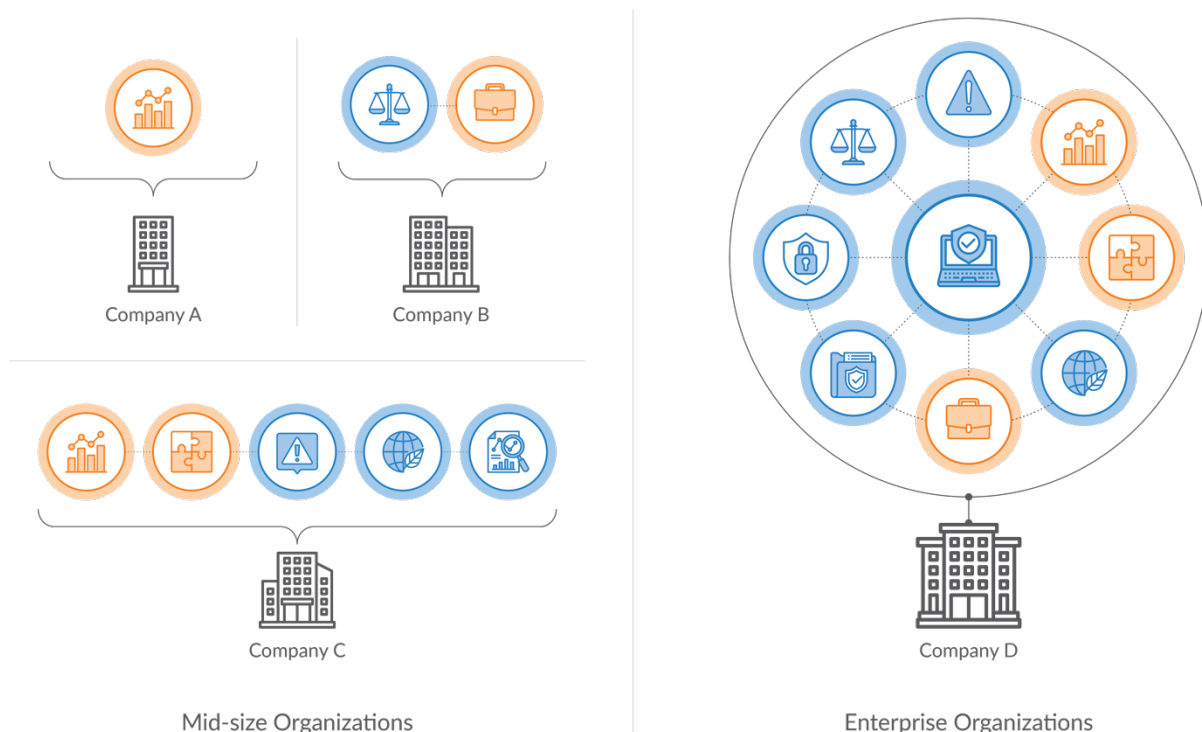 Company A
Company B
Company C
Mid-size Organizations
Company D
Enterprise Organizations